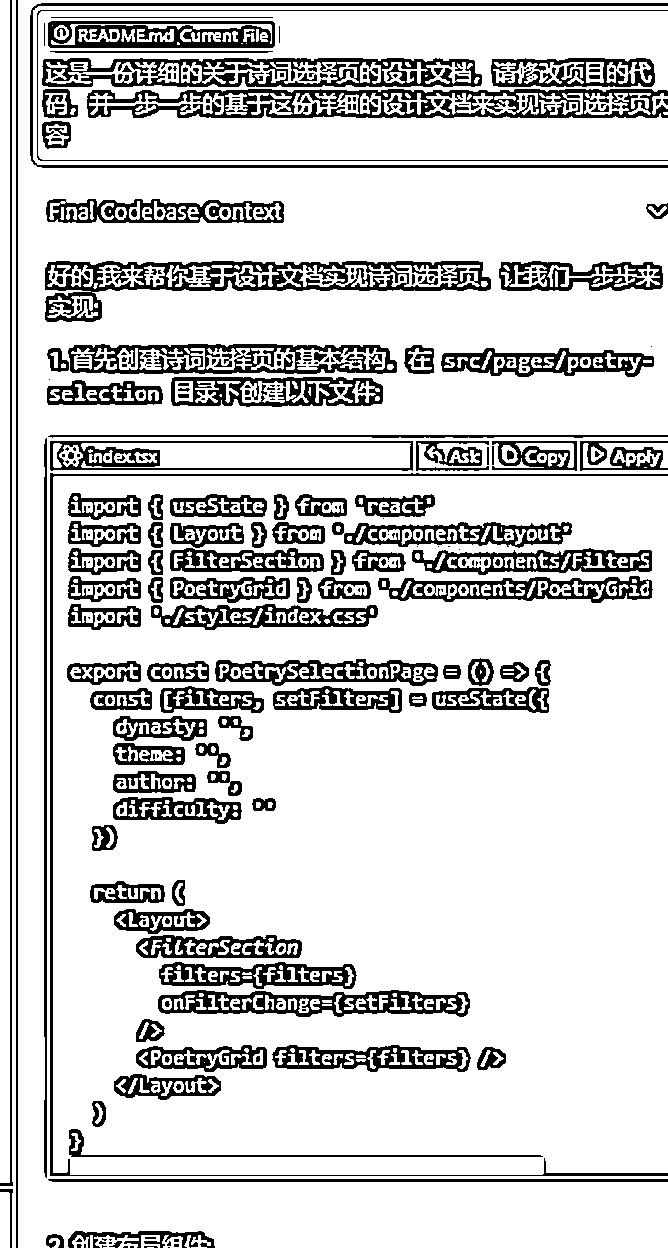 README.md Current File
这是一份详细的关于诗词选择页的设计文档，请修改项目的代
码，并一步一步的基于这份详细的设计文档来实现诗词选择页内
容
Final Codebase Context
好的,我来帮你基于设计文档实现诗词选择页。让我们一步步来
实现:
1. 首先创建诗词选择页的基本结构。在 src/pages/poetry-
selection 目录下创建以下文件:
index.tsx Ask Copy Apply
import { useState } from 'react'
import { Layout } from './components/Layout'
import { FilterSection } from './components/FilterS
import { PoetryGrid } from './components/PoetryGrid
import './styles/index.css'
export const PoetrySelectionPage = () => {
const [filters, setFilters] = useState({
dynasty: '',
theme: '',
author: '',
difficulty: ''
})
return (
<Layout>
<FilterSection
filters={filters}
onFilterChange={setFilters}
/>
<PoetryGrid filters={filters} />
</Layout>
)
}
2. 创建布局组件: